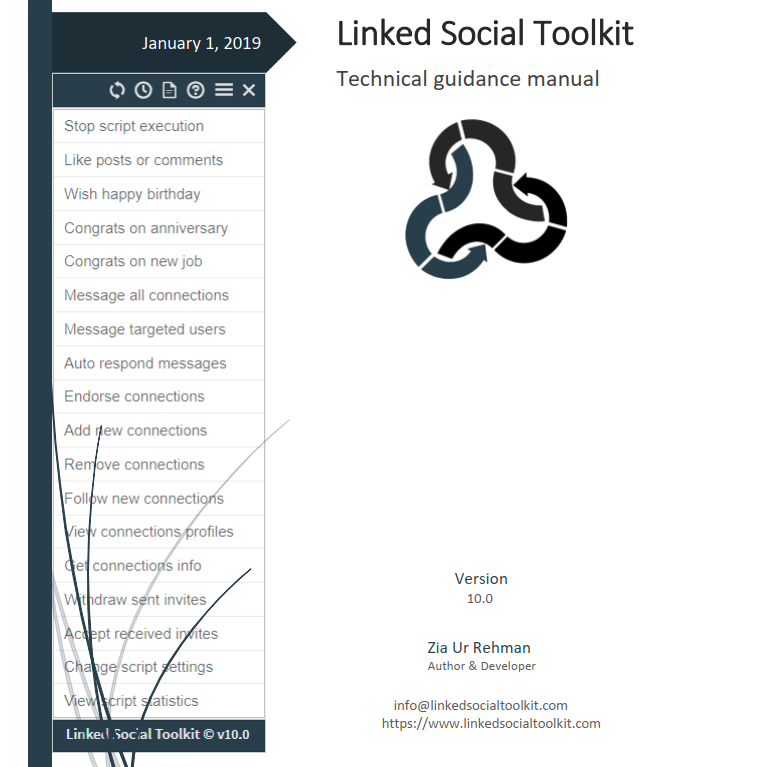 January 1, 2019
Linked Social Toolkit
Technical guidance manual
Stop script execution
Like posts or comments
Wish happy birthday
Congrats on anniversary
Congrats on new job
Message all connections
Message targeted users
Auto respond messages
Endorse connections
Add new connections
Remove connections
Follow new connections
View connections profiles
Get connections info
Withdraw sent invites
Accept received invites
Change script settings
View script statistics
Linked Social Toolkit © v10.0
Version
10.0
Zia Ur Rehman
Author & Developer
info@linkedsocialtoolkit.com
https://www.linkedsocialtoolkit.com